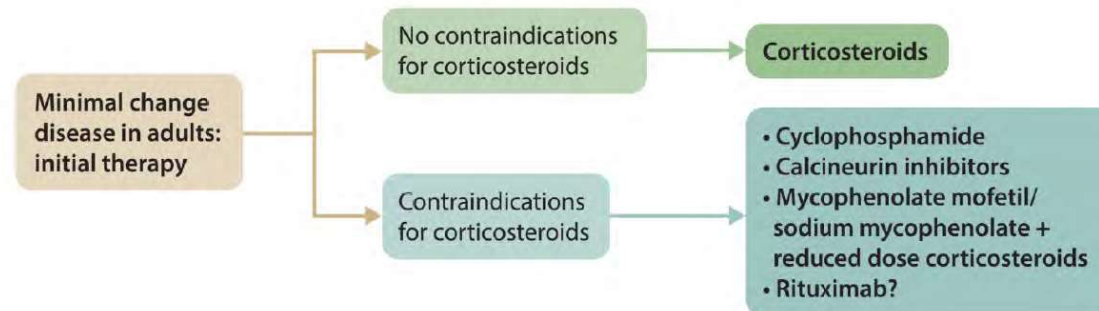 Minimal change
disease in adults:
initial therapy
No contraindications
for corticosteroids
Corticosteroids
Contraindications
for corticosteroids
• Cyclophosphamide
• Calcineurin inhibitors
• Mycophenolate mofetil/
sodium mycophenolate +
reduced dose corticosteroids
• Rituximab?